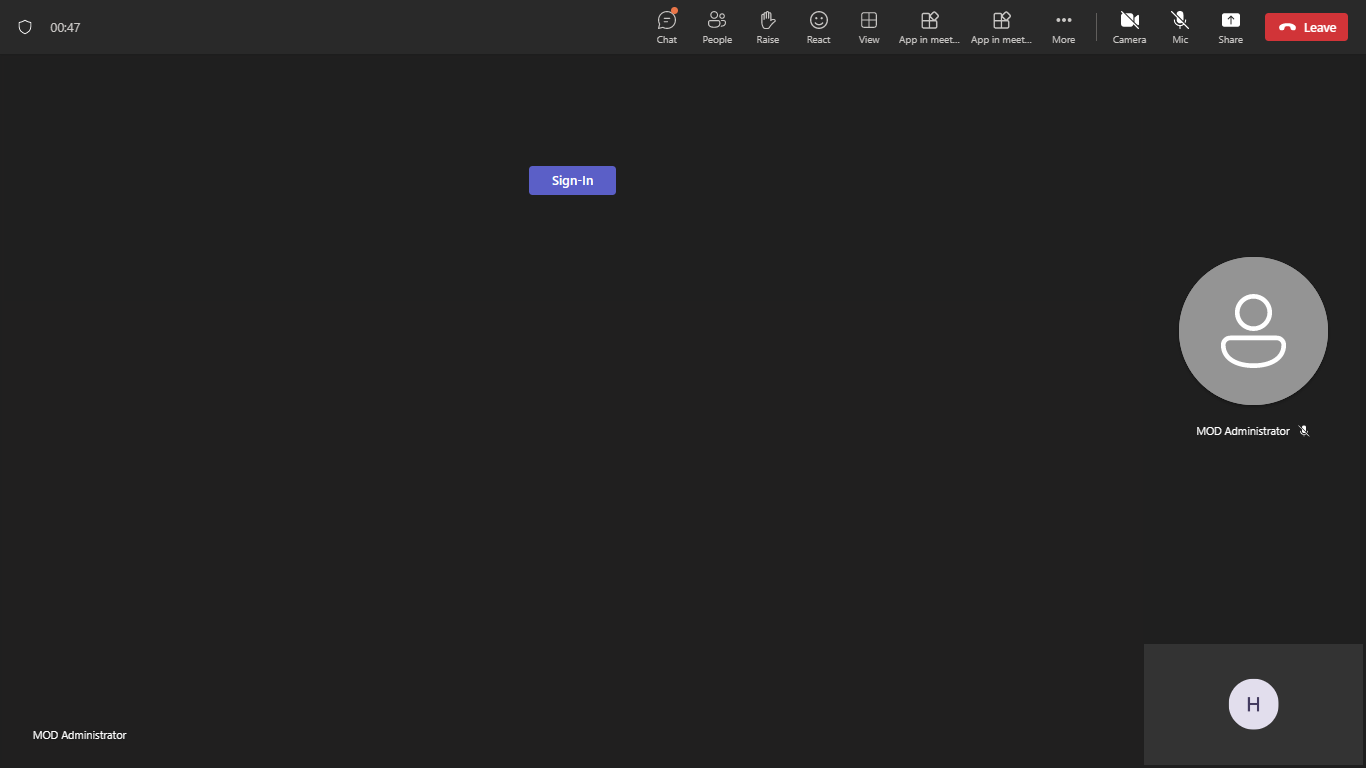 00:47
Chat
People
Raise
React
View
App in meet...
App in meet...
More
Camera
Mic
Share
Leave
Sign-In
MOD Administrator
H
MOD Administrator